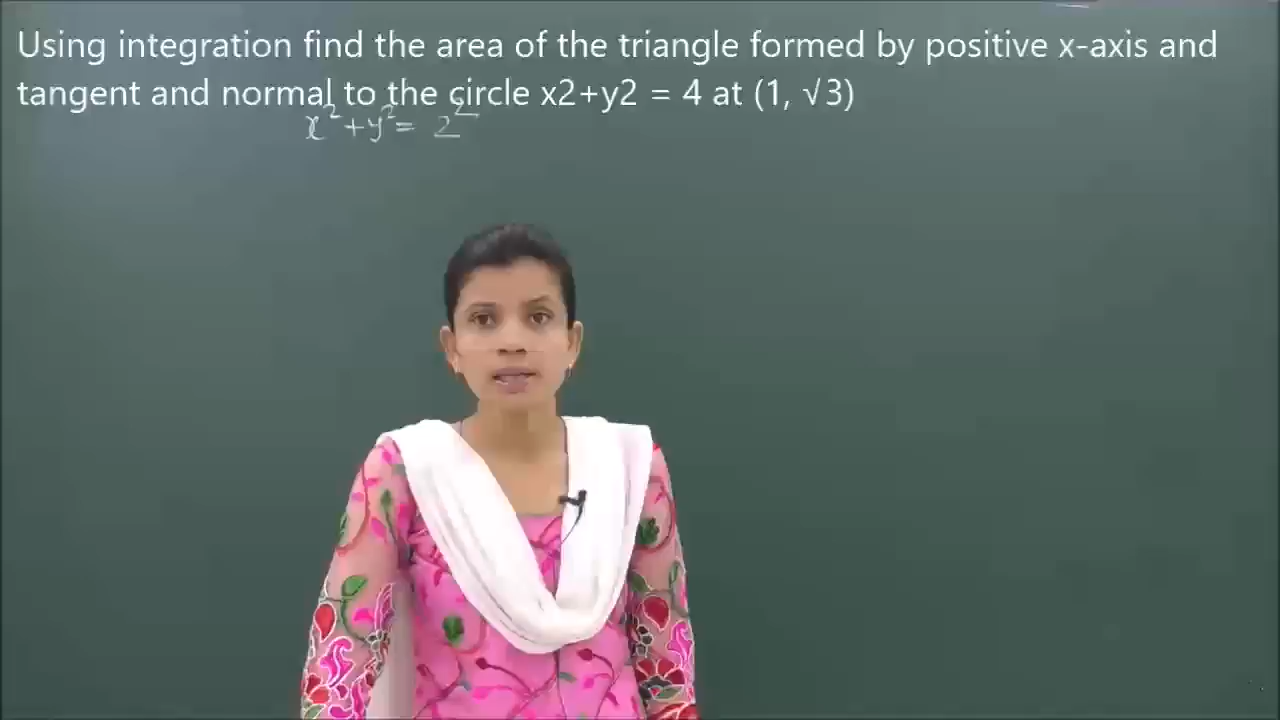 Using integration find the area of the triangle formed by positive x-axis and
tangent and normal to the circle x2+y2 = 4 at (1, √3)
x²+y²= 2²